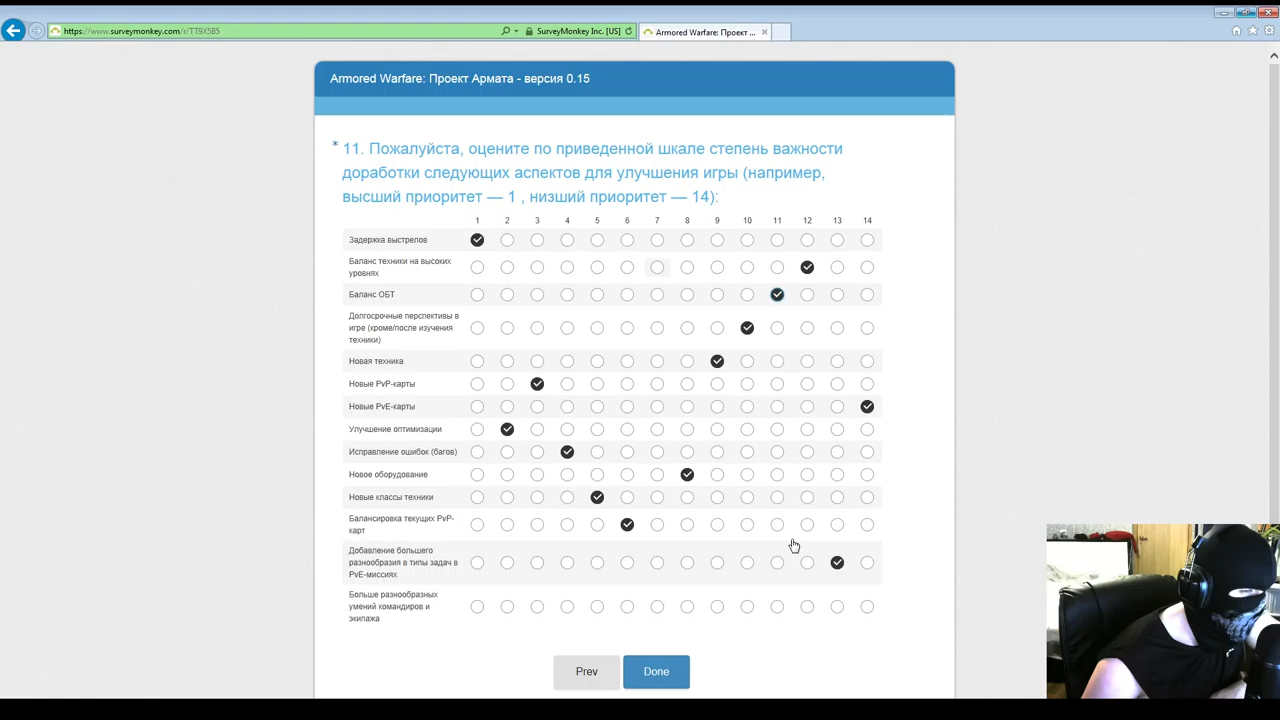 https://www.surveymonkey.com/r/TT9X5B5
SurveyMonkey Inc. [US]
Armored Warfare: Проект ...
Armored Warfare: Проект Армата - версия 0.15
* 11. Пожалуйста, оцените по приведенной шкале степень важности
доработки следующих аспектов для улучшения игры (например,
высший приоритет — 1 , низший приоритет — 14):
1 2 3 4 5 6 7 8 9 10 11 12 13 14
Задержка выстрелов
Баланс техники на высоких
уровнях
Баланс ОБТ
Долгосрочные перспективы в
игре (кроме/после изучения
техники)
Новая техника
Новые PvP-карты
Новые PvE-карты
Улучшение оптимизации
Исправление ошибок (багов)
Новое оборудование
Новые классы техники
Балансировка текущих PvP-
карт
Добавление большего
разнообразия в типы задач в
PvE-миссиях
Больше разнообразных
умений командиров и
экипажа
Prev
Done